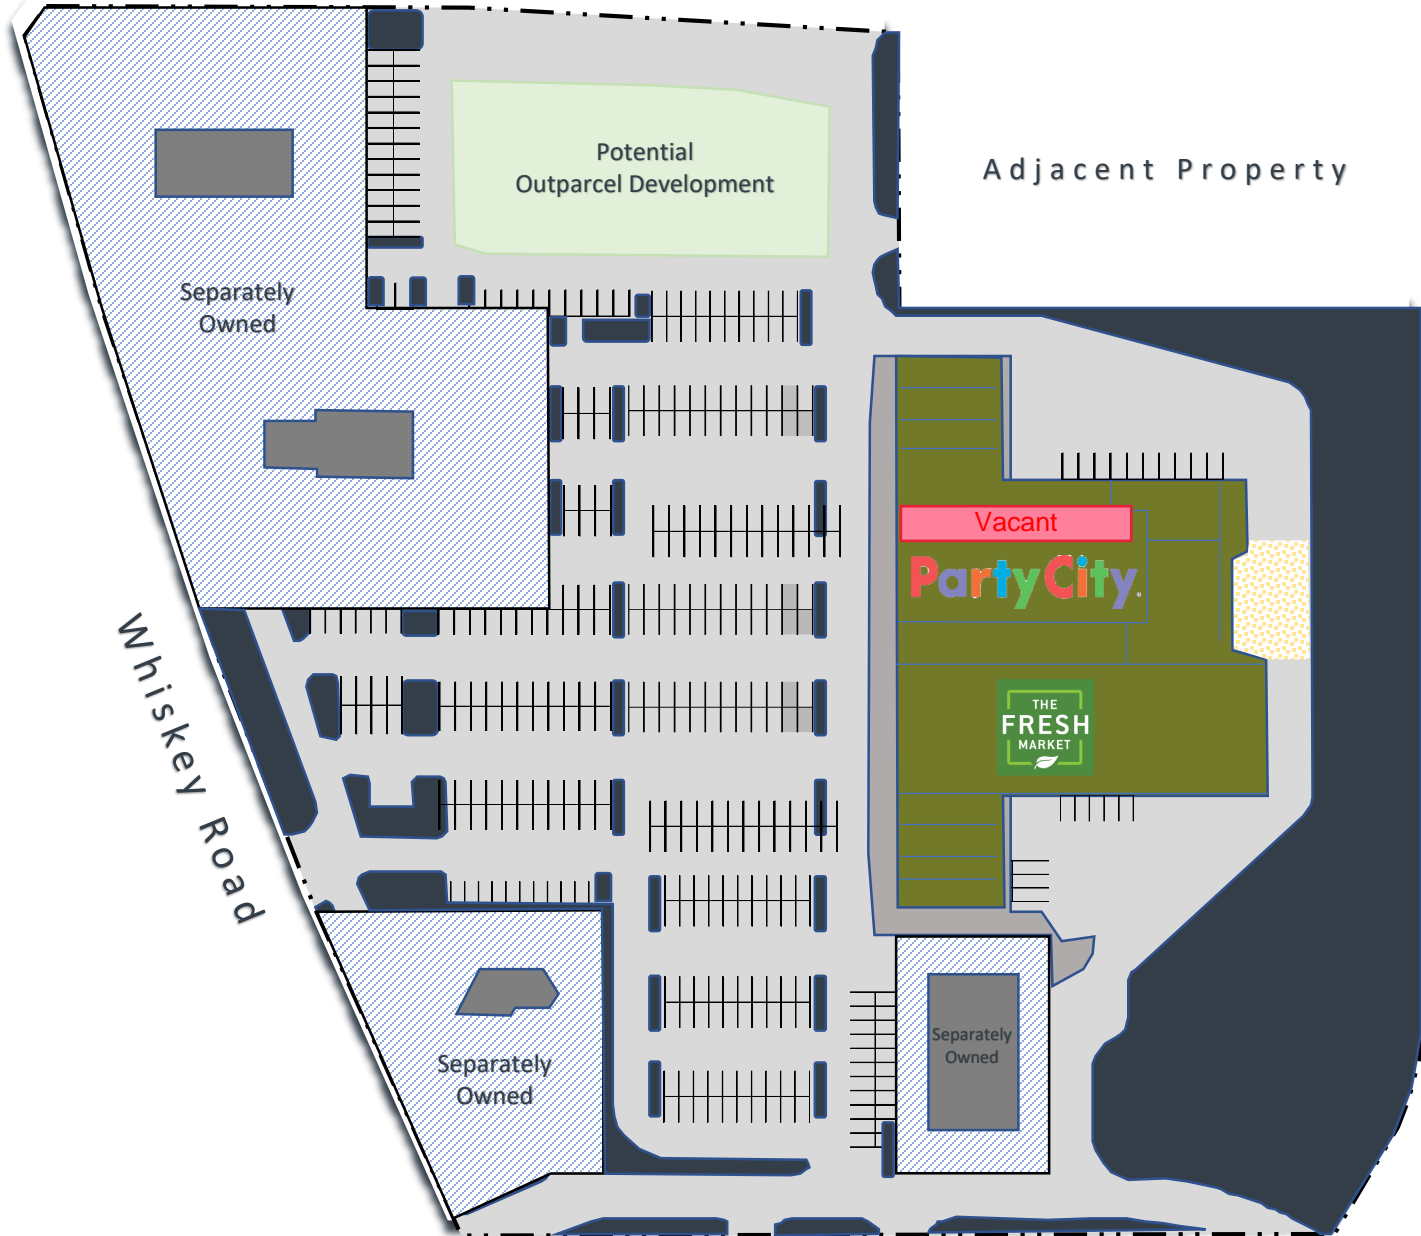 Potential
Outparcel Development
Adjacent Property
Separately
Owned
Vacant
PartyCity
Whiskey Road
THE
FRESH
MARKET
Separately
Owned
Separately
Owned